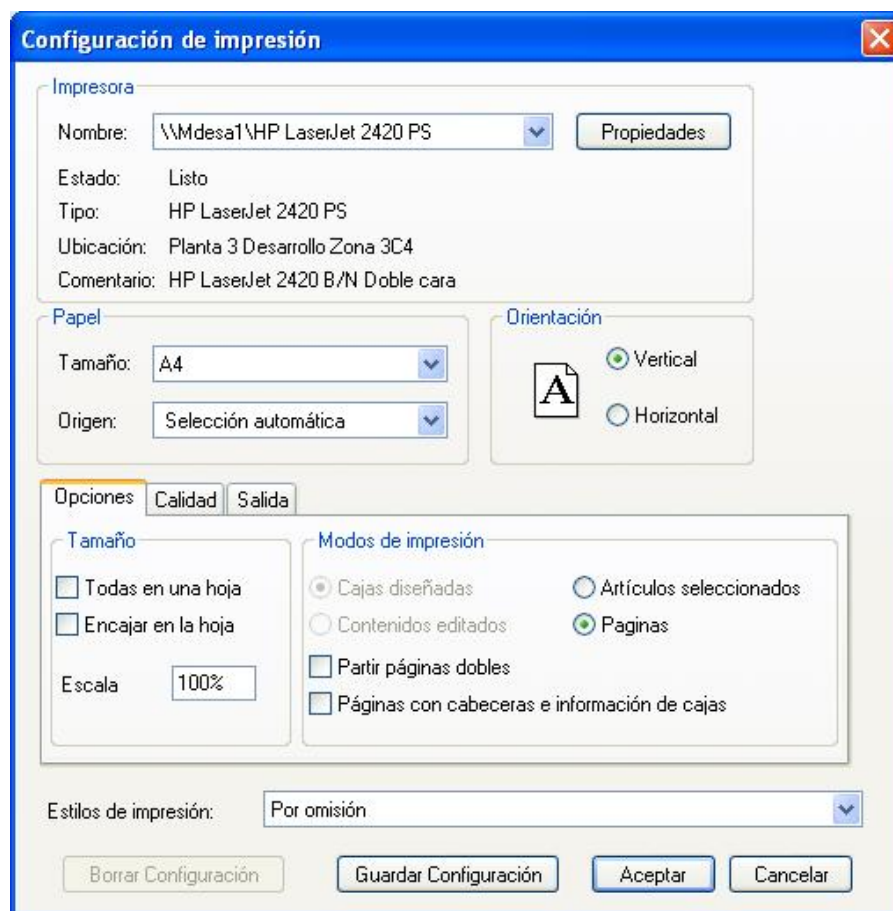 Configuración de impresión
Impresora
Nombre: \\Mdesa1\HP LaserJet 2420 PS Propiedades
Estado: Listo
Tipo: HP LaserJet 2420 PS
Ubicación: Planta 3 Desarrollo Zona 3C4
Comentario: HP LaserJet 2420 B/N Doble cara
Papel Orientación
Tamaño: A4 A Vertical
Origen: Selección automática Horizontal
Opciones Calidad Salida
Tamaño Modos de impresión
Todas en una hoja Cajas diseñadas Artículos seleccionados
Encajar en la hoja Contenidos editados Paginas
Partir páginas dobles
Escala 100% Páginas con cabeceras e información de cajas
Estilos de impresión: Por omisión
Borrar Configuración Guardar Configuración Aceptar Cancelar